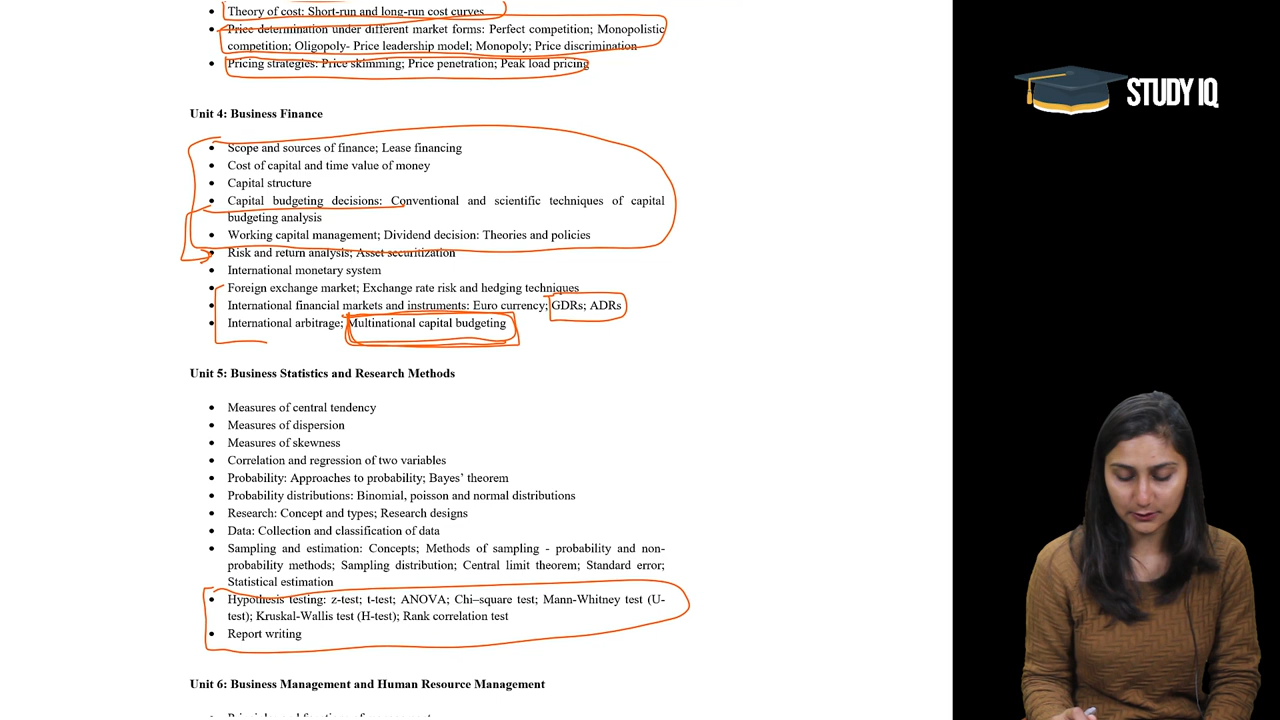 Theory of cost: Short-run and long-run cost curves
Price determination under different market forms: Perfect competition; Monopolistic
competition; Oligopoly- Price leadership model; Monopoly; Price discrimination
Pricing strategies: Price skimming; Price penetration; Peak load pricing
STUDY IQ
Unit 4: Business Finance
Scope and sources of finance; Lease financing
Cost of capital and time value of money
Capital structure
Capital budgeting decisions: Conventional and scientific techniques of capital
budgeting analysis
Working capital management; Dividend decision: Theories and policies
Risk and return analysis; Asset securitization
International monetary system
Foreign exchange market; Exchange rate risk and hedging techniques
International financial markets and instruments: Euro currency; GDRs; ADRs
International arbitrage; Multinational capital budgeting
Unit 5: Business Statistics and Research Methods
Measures of central tendency
Measures of dispersion
Measures of skewness
Correlation and regression of two variables
Probability: Approaches to probability; Bayes’ theorem
Probability distributions: Binomial, poisson and normal distributions
Research: Concept and types; Research designs
Data: Collection and classification of data
Sampling and estimation: Concepts; Methods of sampling - probability and non-
probability methods; Sampling distribution; Central limit theorem; Standard error;
Statistical estimation
Hypothesis testing: z-test; t-test; ANOVA; Chi–square test; Mann-Whitney test (U-
test); Kruskal-Wallis test (H-test); Rank correlation test
Report writing
Unit 6: Business Management and Human Resource Management